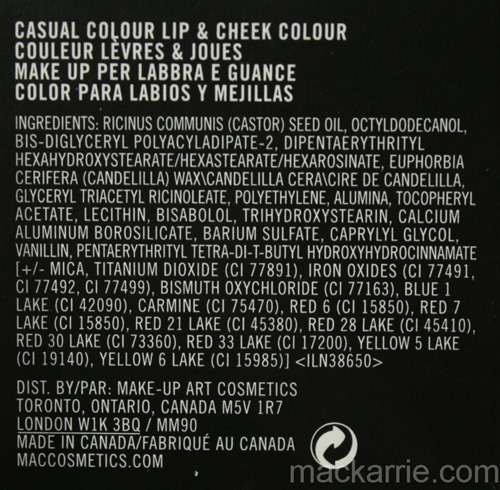 CASUAL COLOUR LIP & CHEEK COLOUR
COULEUR LÈVRES & JOUES
MAKE UP PER LABBRA E GUANCE
COLOR PARA LABIOS Y MEJILLAS
INGREDIENTS: RICINUS COMMUNIS (CASTOR) SEED OIL, OCTYLDODECANOL,
BIS-DIGLYCERYL POLYACYLADIPATE-2, DIPENTAERYTHRITYL
HEXAHYDROXYSTEARATE/HEXASTEARATE/HEXAROSINATE, EUPHORBIA
CERIFERA (CANDELILLA) WAX\CANDELILLA CERA\CIRE DE CANDELILLA,
GLYCERYL TRIACETYL RICINOLEATE, POLYETHYLENE, ALUMINA, TOCOPHERYL
ACETATE, LECITHIN, BISABOLOL, TRIHYDROXYSTEARIN, CALCIUM
ALUMINUM BOROSILICATE, BARIUM SULFATE, CAPRYLYL GLYCOL,
VANILLIN, PENTAERYTHRITYL TETRA-DI-T-BUTYL HYDROXYHYDROCINNAMATE
[+/- MICA, TITANIUM DIOXIDE (CI 77891), IRON OXIDES (CI 77491,
CI 77492, CI 77499), BISMUTH OXYCHLORIDE (CI 77163), BLUE 1
LAKE (CI 42090), CARMINE (CI 75470), RED 6 (CI 15850), RED 7
LAKE (CI 15850), RED 21 LAKE (CI 45380), RED 28 LAKE (CI 45410),
RED 30 LAKE (CI 73360), RED 33 LAKE (CI 17200), YELLOW 5 LAKE
(CI 19140), YELLOW 6 LAKE (CI 15985)] <ILN38650>
DIST. BY/PAR: MAKE-UP ART COSMETICS
TORONTO, ONTARIO, CANADA M5V 1R7
LONDON W1K 3BQ / MM90
MADE IN CANADA/FABRIQUÉ AU CANADA
MACCOSMETICS.COM
mackarrie.com